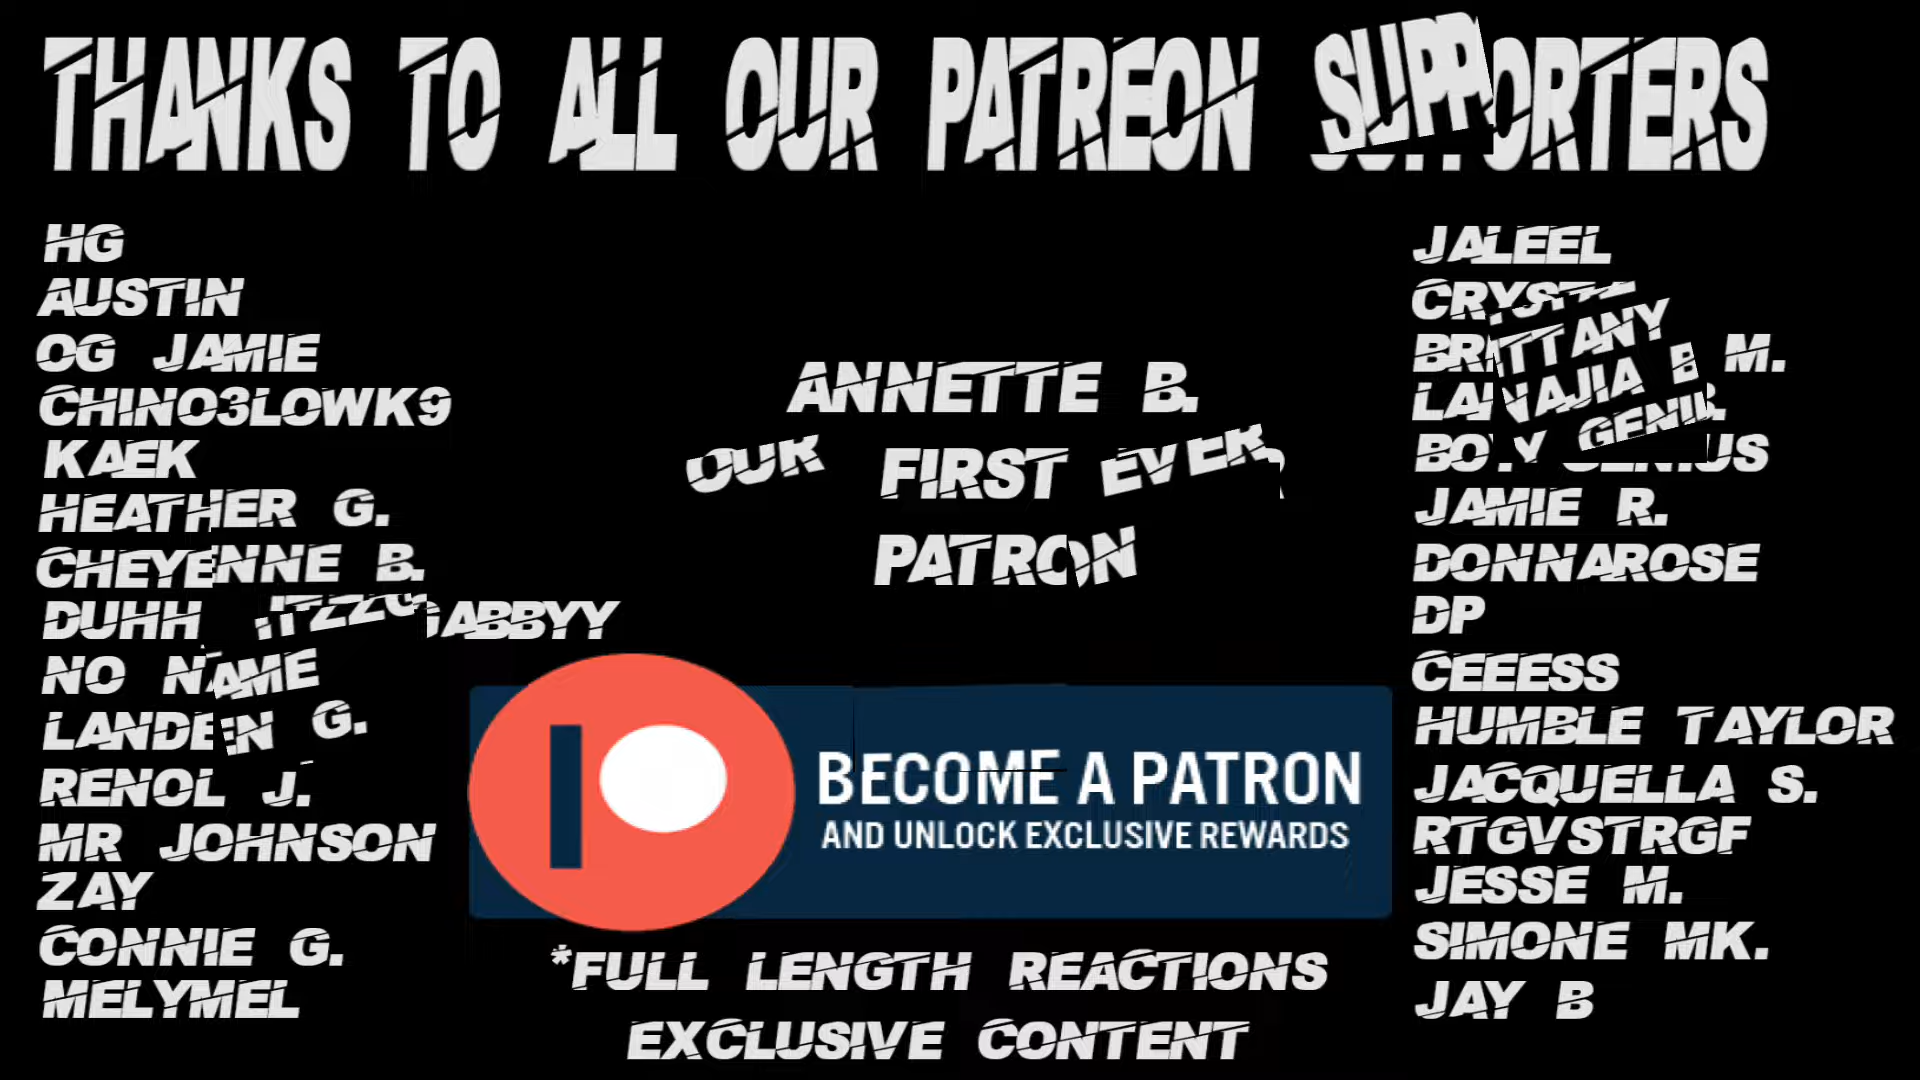 THANKS TO ALL OUR PATREON SUPPORTERS
HG
AUSTIN
OG JAMIE
CHINO3LOWK9
KAEK
HEATHER G.
CHEYENNE B.
DUHH ITZZGABBYY
NO NAME
LANDEN G.
RENOL J.
MR JOHNSON
ZAY
CONNIE G.
MELYMEL
ANNETTE B.
OUR FIRST EVER
PATRON
BECOME A PATRON
AND UNLOCK EXCLUSIVE REWARDS
*FULL LENGTH REACTIONS
EXCLUSIVE CONTENT
JALEEL
BRITTANY M.
LANAJIA B.
BODY GENIUS
JAMIE R.
DONNAROSE
DP
CEEESS
HUMBLE TAYLOR
JACQUELLA S.
RTGVSTRGF
JESSE M.
SIMONE MK.
JAY B